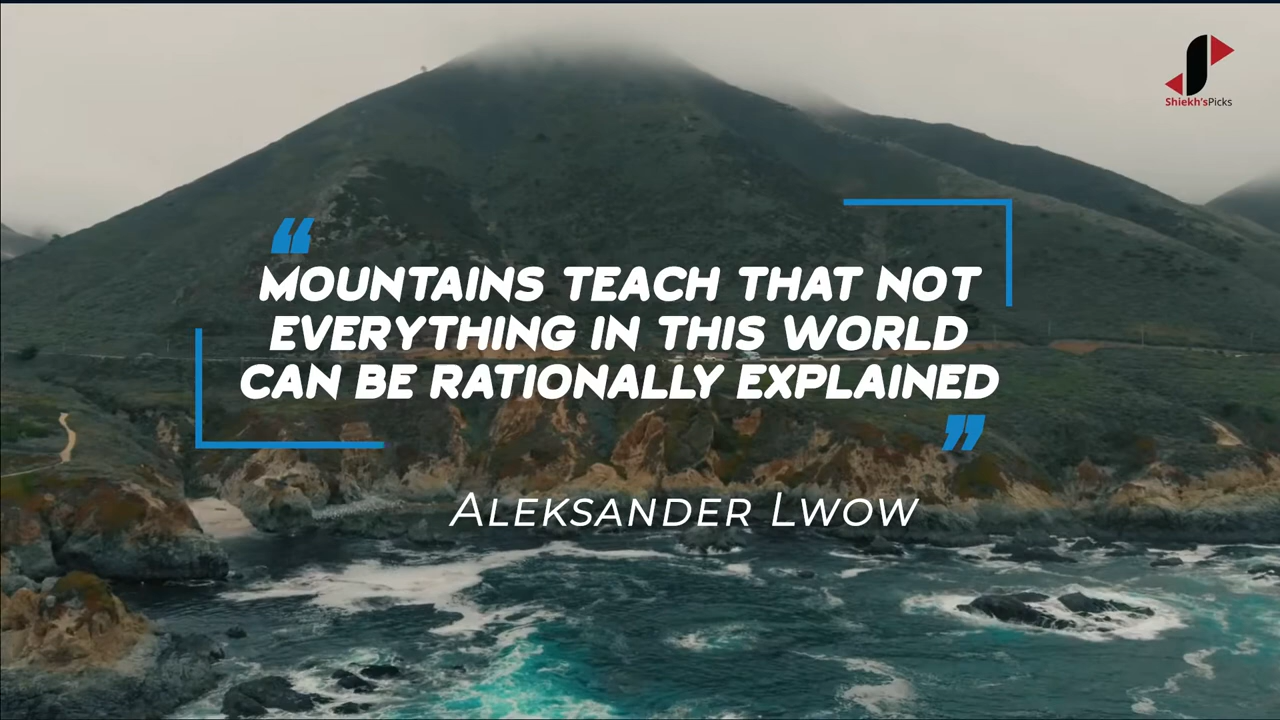 Shiekh'sPicks
“
MOUNTAINS TEACH THAT NOT
EVERYTHING IN THIS WORLD
CAN BE RATIONALLY EXPLAINED
”
ALEKSANDER LWOW